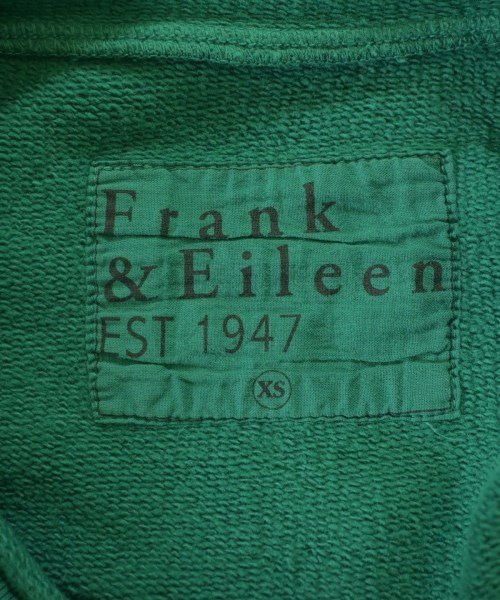 Frank
& Eileen
EST 1947
XS